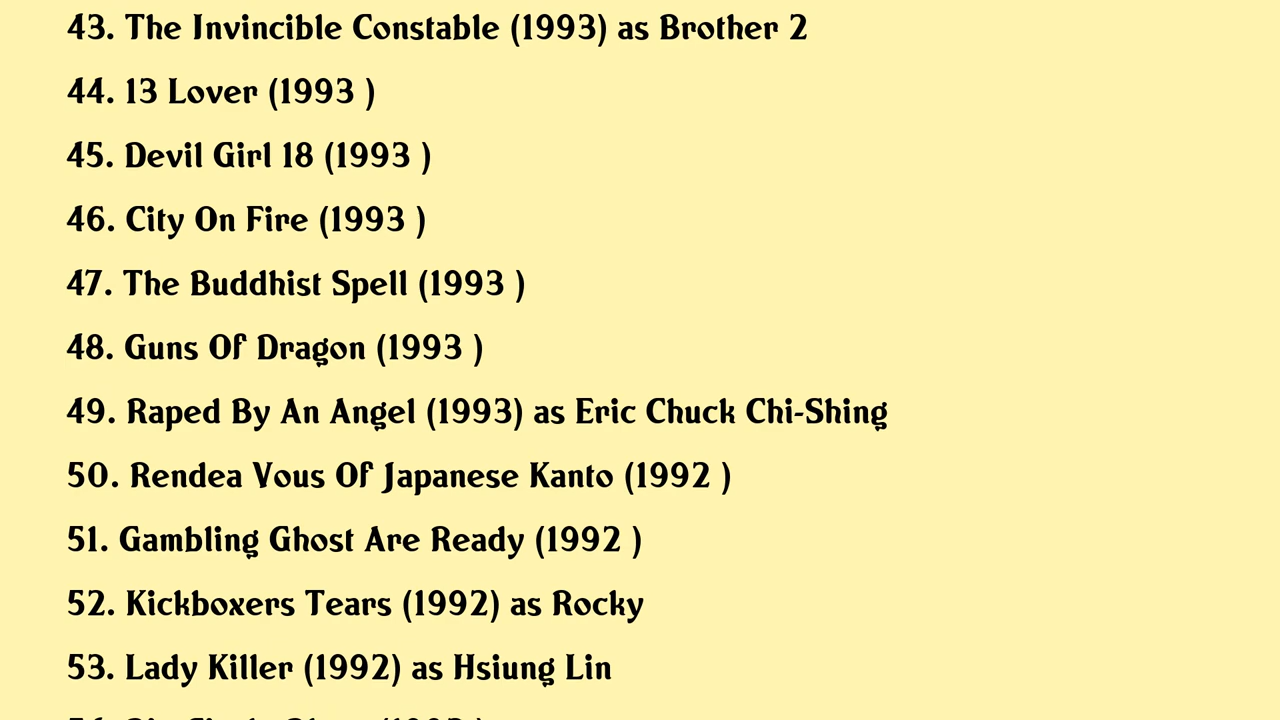 43. The Invincible Constable (1993) as Brother 2
44. 13 Lover (1993 )
45. Devil Girl 18 (1993 )
46. City On Fire (1993 )
47. The Buddhist Spell (1993 )
48. Guns Of Dragon (1993 )
49. Raped By An Angel (1993) as Eric Chuck Chi-Shing
50. Rendea Vous Of Japanese Kanto (1992 )
51. Gambling Ghost Are Ready (1992 )
52. Kickboxers Tears (1992) as Rocky
53. Lady Killer (1992) as Hsiung Lin